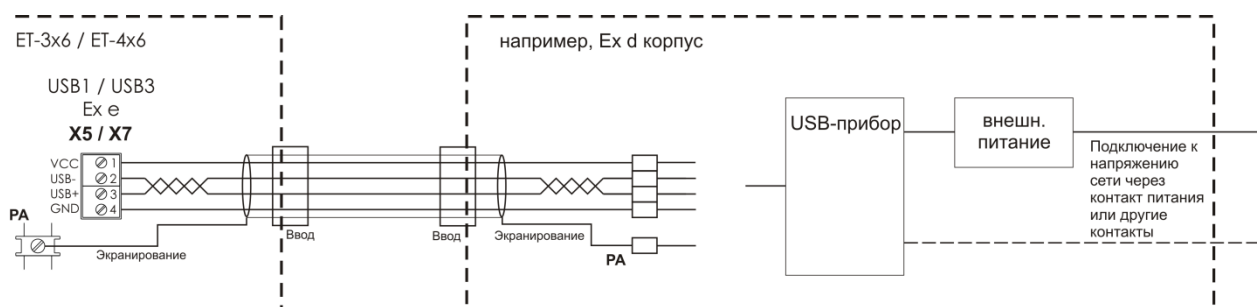 ET-3x6 / ET-4x6
USB1 / USB3
Ex e
X5 / X7
VCC
1
USB-
2
USB+
3
GND
4
PA
Экранирование
Ввод
например, Ex d корпус
Ввод
Экранирование
PA
USB-прибор
внешн.
питание
Подключение к
напряжению
сети через
контакт питания
или другие
контакты